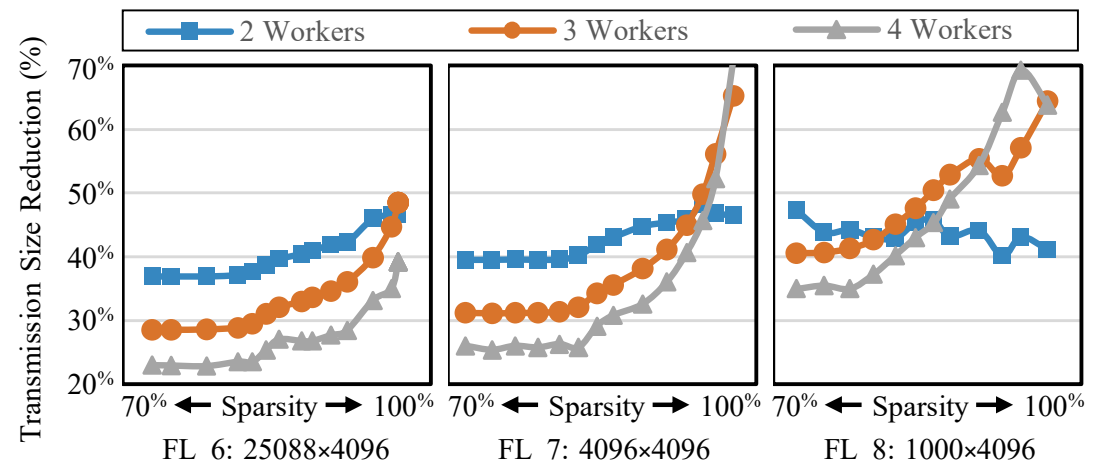 2 Workers 3 Workers 4 Workers
Transmission Size Reduction (%)
70%
60%
50%
40%
30%
20%
70% Sparsity 100% 70% Sparsity 100% 70% Sparsity 100%
FL 6: 25088×4096 FL 7: 4096×4096 FL 8: 1000×4096